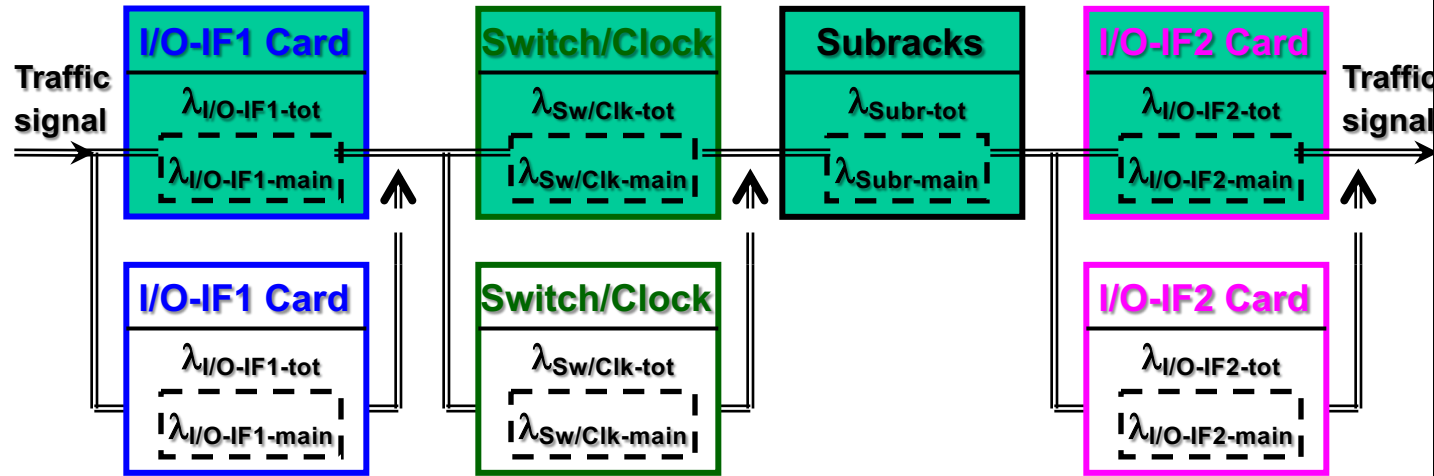 I/O-IF1 Card
Switch/Clock
Subracks
I/O-IF2 Card
Traffic
signal
λI/O-IF1-tot
λI/O-IF1-main
λSw/Clk-tot
λSw/Clk-main
λSubr-tot
λSubr-main
λI/O-IF2-tot
λI/O-IF2-main
Traffic
signal
I/O-IF1 Card
Switch/Clock
I/O-IF2 Card
λI/O-IF1-tot
λI/O-IF1-main
λSw/Clk-tot
λSw/Clk-main
λI/O-IF2-tot
λI/O-IF2-main